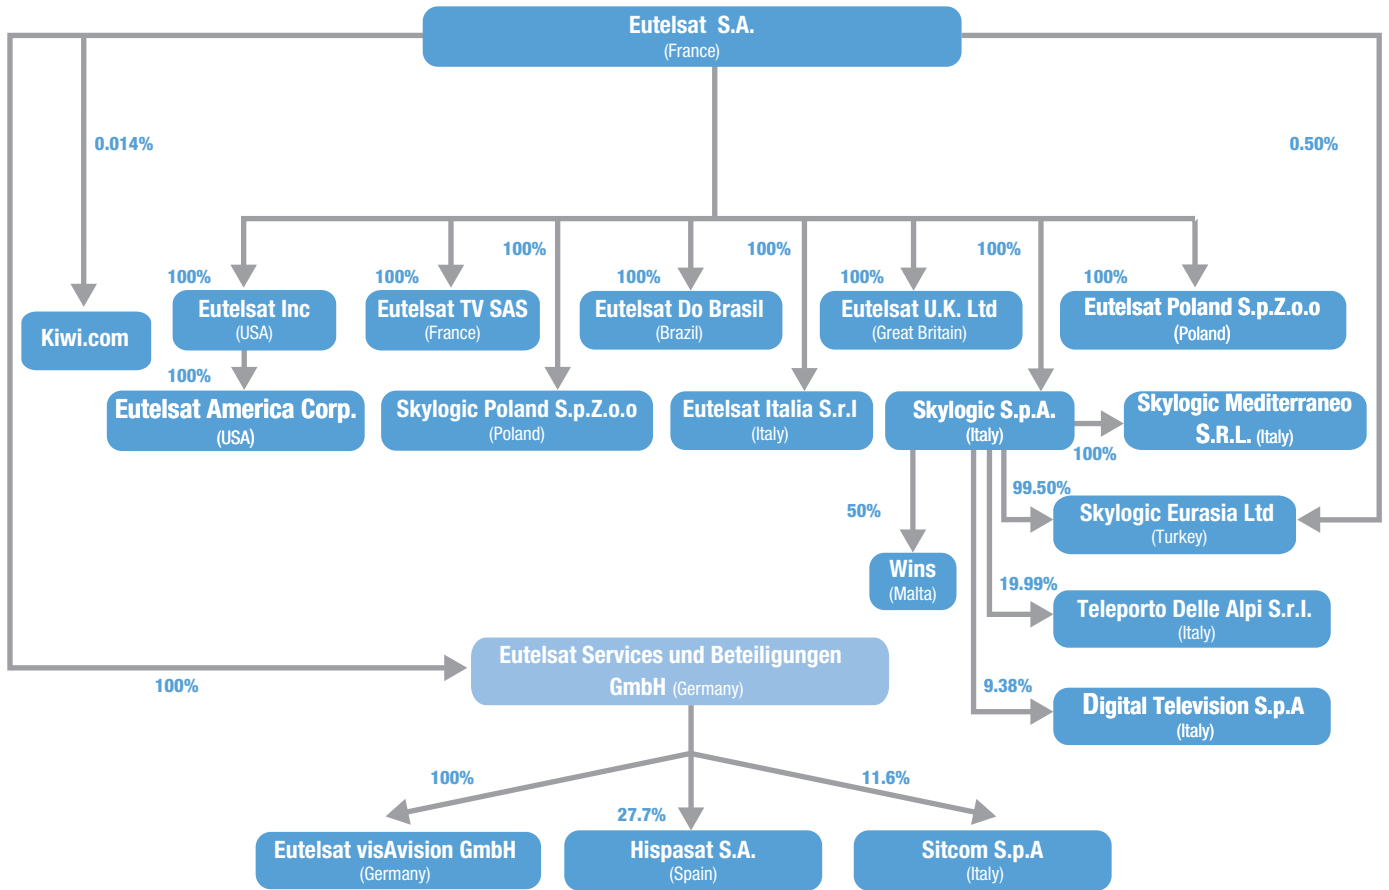 Eutelsat S.A.
(France)
0.014%
0.50%
100%
100%
100%
100%
100%
100%
100%
100%
Eutelsat Inc
(USA)
Eutelsat TV SAS
(France)
Eutelsat Do Brasil
(Brazil)
Eutelsat U.K. Ltd
(Great Britain)
Eutelsat Poland S.p.Z.o.o
(Poland)
Kiwi.com
100%
Eutelsat America Corp.
(USA)
Skylogic Poland S.p.Z.o.o
(Poland)
Eutelsat Italia S.r.l
(Italy)
Skylogic S.p.A.
(Italy)
Skylogic Mediterraneo
S.R.L. (Italy)
100%
99.50%
50%
Skylogic Eurasia Ltd
(Turkey)
Wins
(Malta)
19.99%
Teleporto Delle Alpi S.r.l.
(Italy)
Eutelsat Services und Beteiligungen
GmbH (Germany)
100%
9.38%
Digital Television S.p.A
(Italy)
100%
11.6%
27.7%
Eutelsat visAvision GmbH
(Germany)
Hispasat S.A.
(Spain)
Sitcom S.p.A
(Italy)